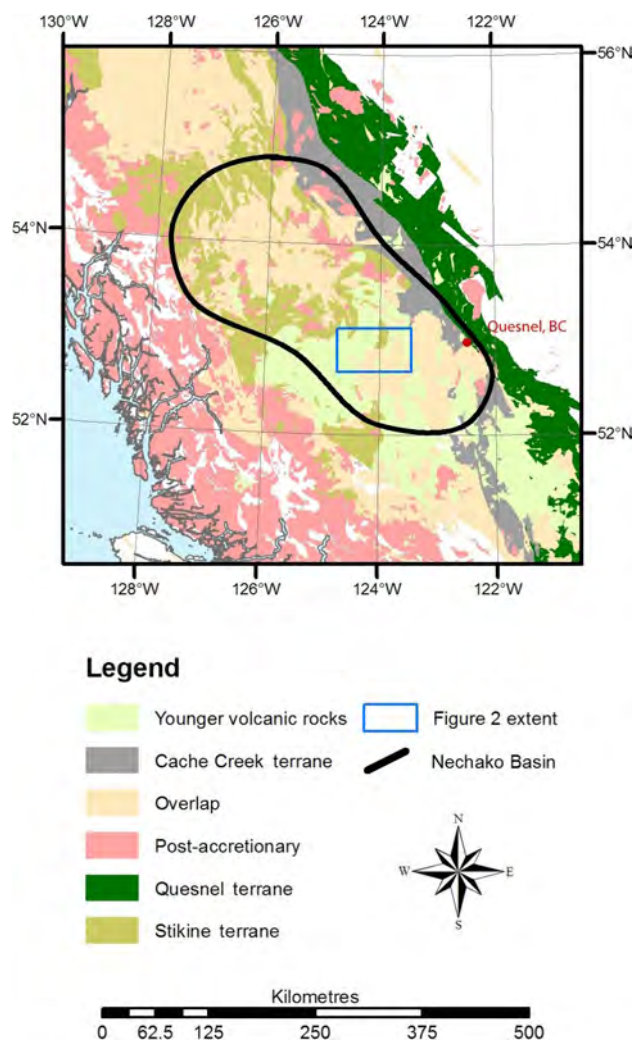 130°W 128°W 126°W 124°W 122°W
56°N
54°N 54°N
Quesnel, BC
52°N 52°N
128°W 126°W 124°W 122°W
Legend
Younger volcanic rocks Figure 2 extent
Cache Creek terrane Nechako Basin
Overlap
Post-accretionary
Quesnel terrane
Stikine terrane
N
W E
S
Kilometres
0 62.5 125 250 375 500